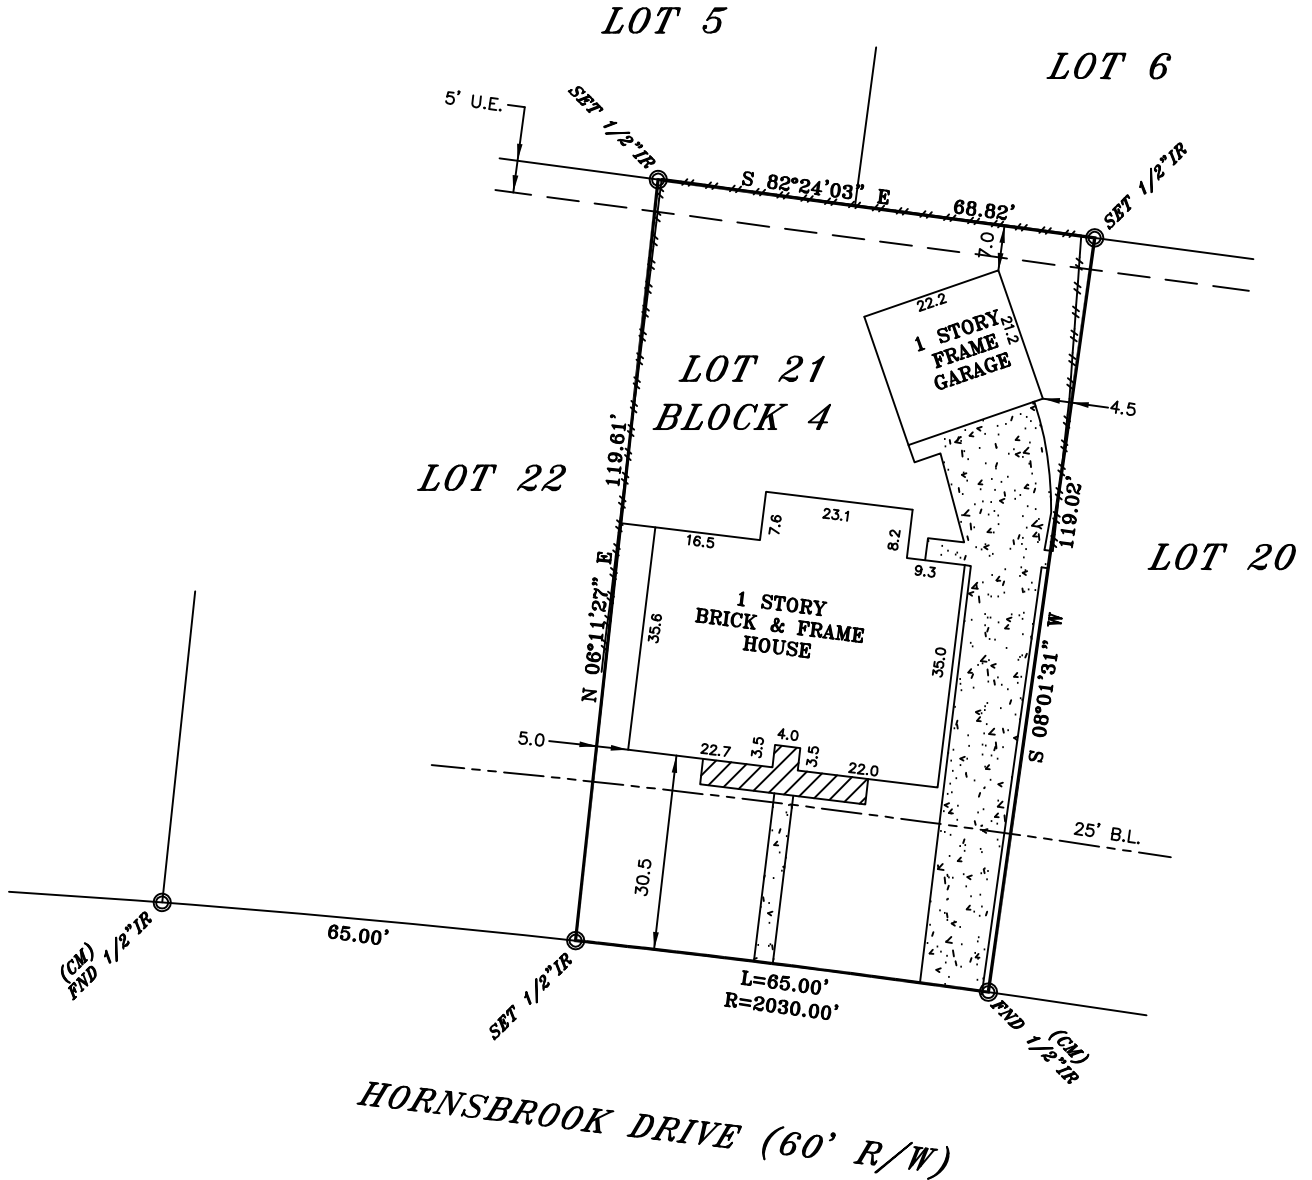 LOT 5
LOT 6
5' U.E.
SET 1/2"IR
SET 1/2"IR
S 82°24'03" E
68.82'
7.0
22.2
21.2
1 STORY
FRAME
GARAGE
LOT 21
BLOCK 4
4.5
119.61'
LOT 22
119.02'
23.1
7.6
8.2
16.5
9.3
LOT 20
N 06°11'27" E
1 STORY
BRICK & FRAME
HOUSE
35.6
35.0
S 08°01'31" W
5.0
22.7
3.5
4.0
3.5
22.0
25' B.L.
30.5
65.00'
(CM)
FND 1/2"IR
SET 1/2"IR
L=65.00'
R=2030.00'
(CM)
FND 1/2"IR
HORNSBROOK DRIVE (60' R/W)